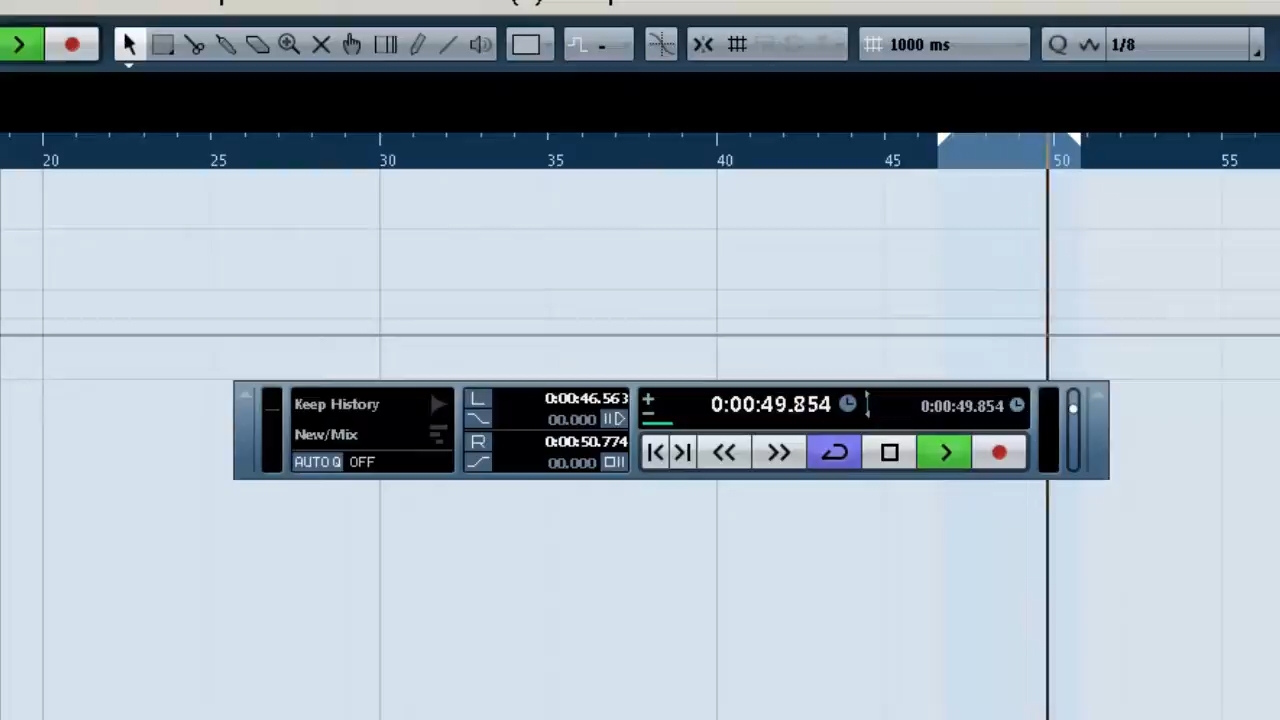 1000 ms
Q 1/8
20 25 30 35 40 45 50 55
Keep History
New/Mix
AUTO Q OFF
L 0:00:46.563
00.000
R 0:00:50.774
00.000
0:00:49.854
0:00:49.854